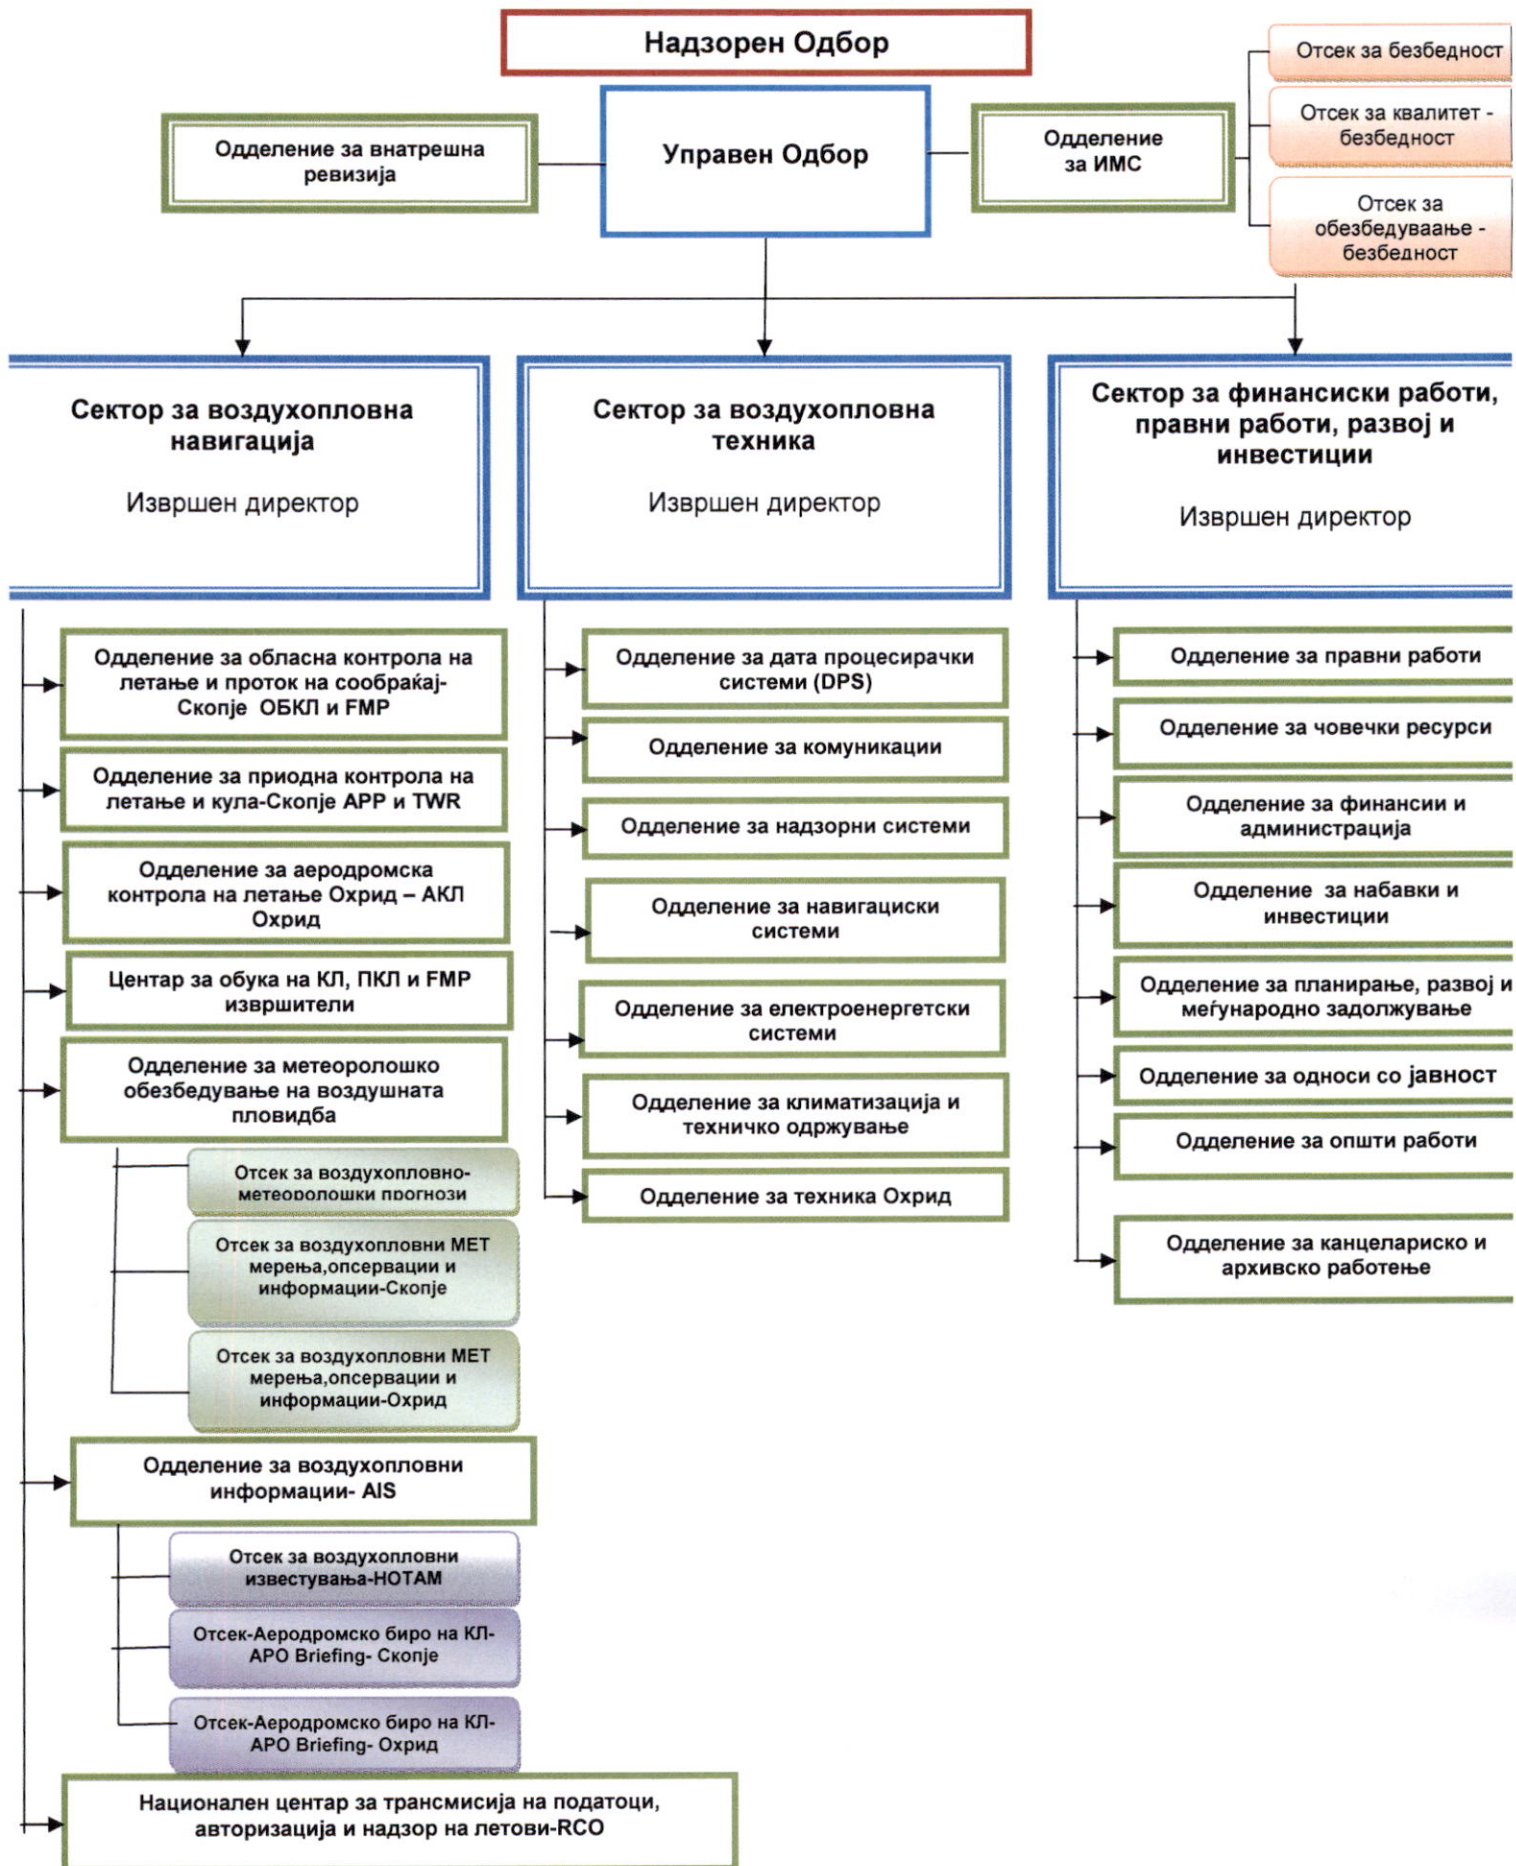 Надзорен Одбор
Отсек за безбедност
Отсек за квалитет -
безбедност
Отсек за
обезбедуваање -
безбедност
Одделение за внатрешна
ревизија
Управен Одбор
Одделение
за ИМС
Сектор за воздухопловна
навигација
Извршен директор
Сектор за воздухопловна
техника
Извршен директор
Сектор за финансиски работи,
правни работи, развој и
инвестиции
Извршен директор
Одделение за обласна контрола на
летање и проток на сообраќај-
Скопје ОБКЛ и FMP
Одделение за приодна контрола на
летање и кула-Скопје APP и TWR
Одделение за аеродромска
контрола на летање Охрид – АКЛ
Охрид
Центар за обука на КЛ, ПКЛ и FMP
извршители
Одделение за метеоролошко
обезбедување на воздушната
пловидба
Отсек за воздухопловно-
метеоролошки прогнози
Отсек за воздухопловни МЕТ
мерења,опсервации и
информации-Скопје
Отсек за воздухопловни МЕТ
мерења,опсервации и
информации-Охрид
Одделение за воздухопловни
информации- AIS
Отсек за воздухопловни
известувања-НОТАМ
Отсек-Аеродромско биро на КЛ-
APO Briefing- Скопје
Отсек-Аеродромско биро на КЛ-
APO Briefing- Охрид
Национален центар за трансмисија на податоци,
авторизација и надзор на летови-RCO
Одделение за дата процесирачки
системи (DPS)
Одделение за комуникации
Одделение за надзорни системи
Одделение за навигациски
системи
Одделение за електроенергетски
системи
Одделение за климатизација и
техничко одржување
Одделение за техника Охрид
Одделение за правни работи
Одделение за човечки ресурси
Одделение за финансии и
администрација
Одделение за набавки и
инвестиции
Одделение за планирање, развој и
меѓународно задолжување
Одделение за односи со јавност
Одделение за општи работи
Одделение за канцелариско и
архивско работење